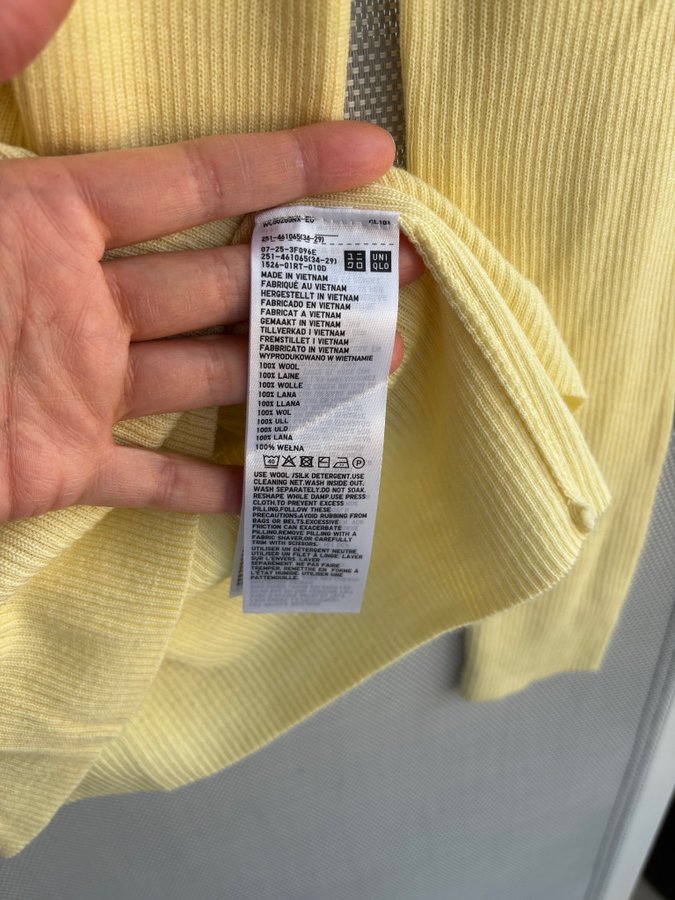 251-461065(34-29)
07-25-3F096E
251-461065(34-29)
1526-01RT-010D
ユニ
クロ
UNI
QLO
MADE IN VIETNAM
FABRIQUÉ AU VIETNAM
HERGESTELLT IN VIETNAM
FABRICADO EN VIETNAM
FABRICAT A VIETNAM
GEMAAKT IN VIETNAM
TILLVERKAD I VIETNAM
FREMSTILLET I VIETNAM
FABBRICATO IN VIETNAM
WYPRODUKOWANO W WIETNAMIE
100% WOOL
100% LAINE
100% WOLLE
100% LANA
100% LLANA
100% WOL
100% ULL
100% ULD
100% LANA
100% WEŁNA
40
P
USE WOOL /SILK DETERGENT.USE
CLEANING NET.WASH INSIDE OUT.
WASH SEPARATELY.DO NOT SOAK.
RESHAPE WHILE DAMP.USE PRESS
CLOTH.TO PREVENT EXCESS
PILLING,FOLLOW THESE
PRECAUTIONS:AVOID RUBBING FROM
BAGS OR BELTS.EXCESSIVE
FRICTION CAN EXACERBATE
PILLING.REMOVE PILLING WITH A
FABRIC SHAVER,OR CAREFULLY
TRIM WITH SCISSORS.
UTILISER UN DÉTERGENT NEUTRE.
UTILISER UN FILET À LINGE. LAVER
SUR L'ENVERS. LAVER
SÉPARÉMENT. NE PAS FAIRE
TREMPER. REMETTRE EN FORME À
L'ÉTAT HUMIDE. UTILISER UNE
PATTEMOUILLE.